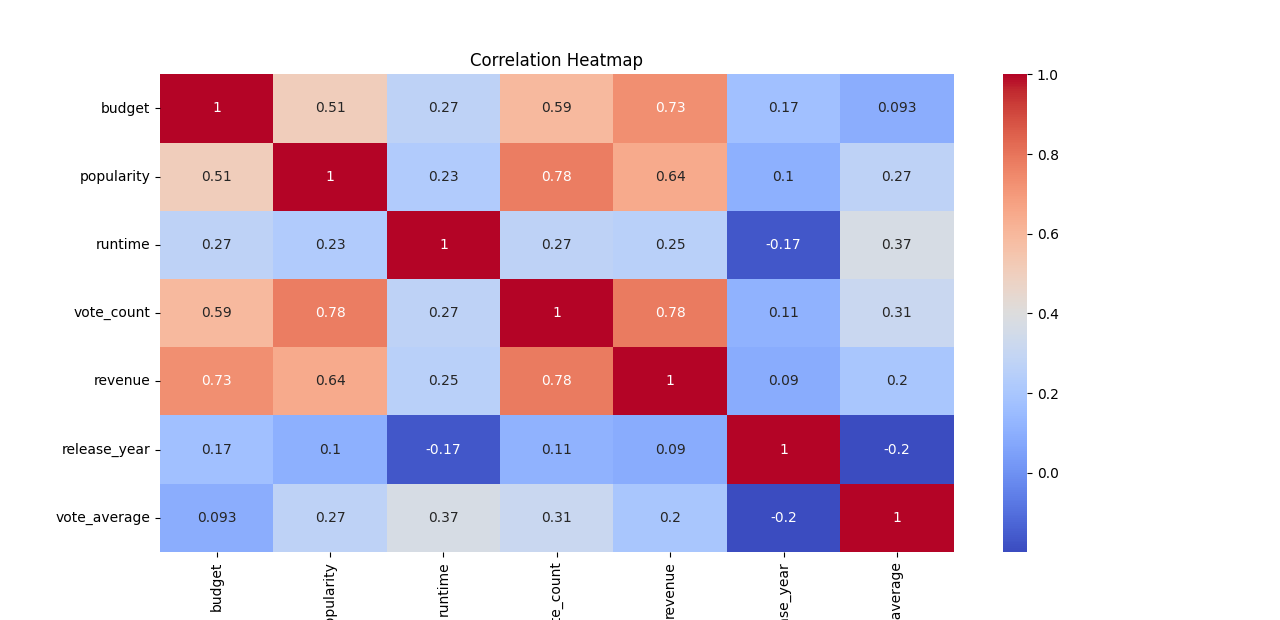 Correlation Heatmap
budget 1 0.51 0.27 0.59 0.73 0.17 0.093
popularity 0.51 1 0.23 0.78 0.64 0.1 0.27
runtime 0.27 0.23 1 0.27 0.25 -0.17 0.37
vote_count 0.59 0.78 0.27 1 0.78 0.11 0.31
revenue 0.73 0.64 0.25 0.78 1 0.09 0.2
release_year 0.17 0.1 -0.17 0.11 0.09 1 -0.2
vote_average 0.093 0.27 0.37 0.31 0.2 -0.2 1
budget
opularity
runtime
te_count
revenue
ase_year
average
1.0
0.8
0.6
0.4
0.2
0.0